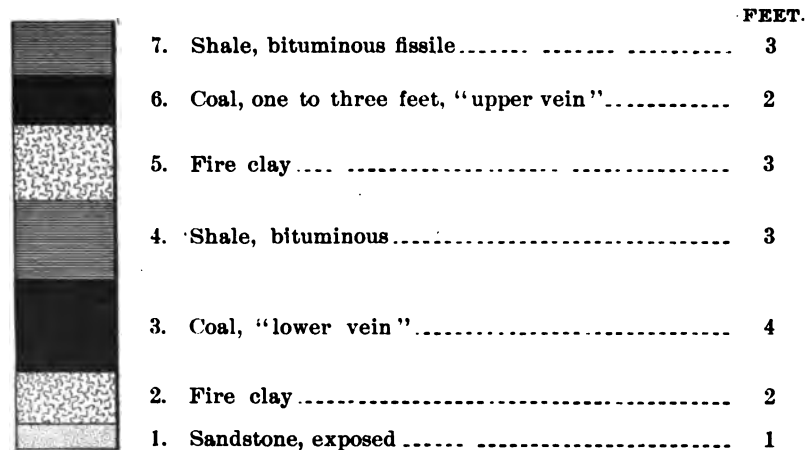 FEET.
7. Shale, bituminous fissile....... ....... .......... 3
6. Coal, one to three feet, “upper vein”............ 2
5. Fire clay.... ..................... ................ 3
4. Shale, bituminous................................. 3
3. Coal, “lower vein”............................... 4
2. Fire clay........................................... 2
1. Sandstone, exposed...... ......................... 1